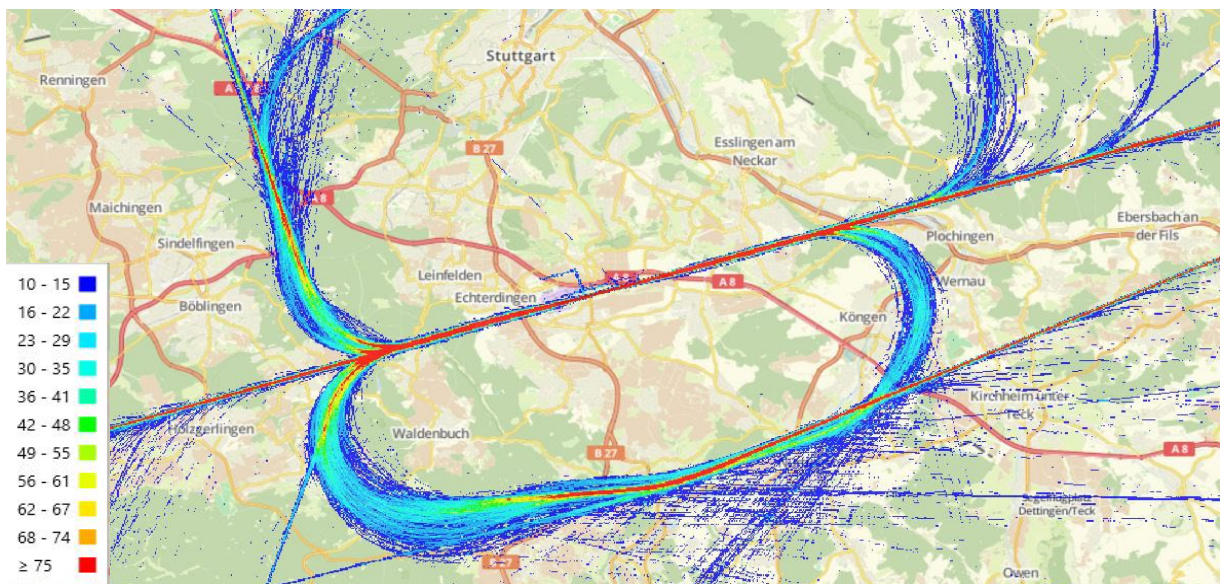 Stuttgart
Renningen
A 8
B 27
Esslingen am
Neckar
A 8
Maichingen
Sindelfingen
Ebersbach an
der Fils
Plochingen
Leinfelden
Echterdingen
A 8
A 8
Wernau
Böblingen
Köngen
Kirchheim unter
Teck
Holzgerlingen
Waldenbuch
B 27
A 8
Dettingen/Teck
Owen
10 - 15
16 - 22
23 - 29
30 - 35
36 - 41
42 - 48
49 - 55
56 - 61
62 - 67
68 - 74
≥ 75